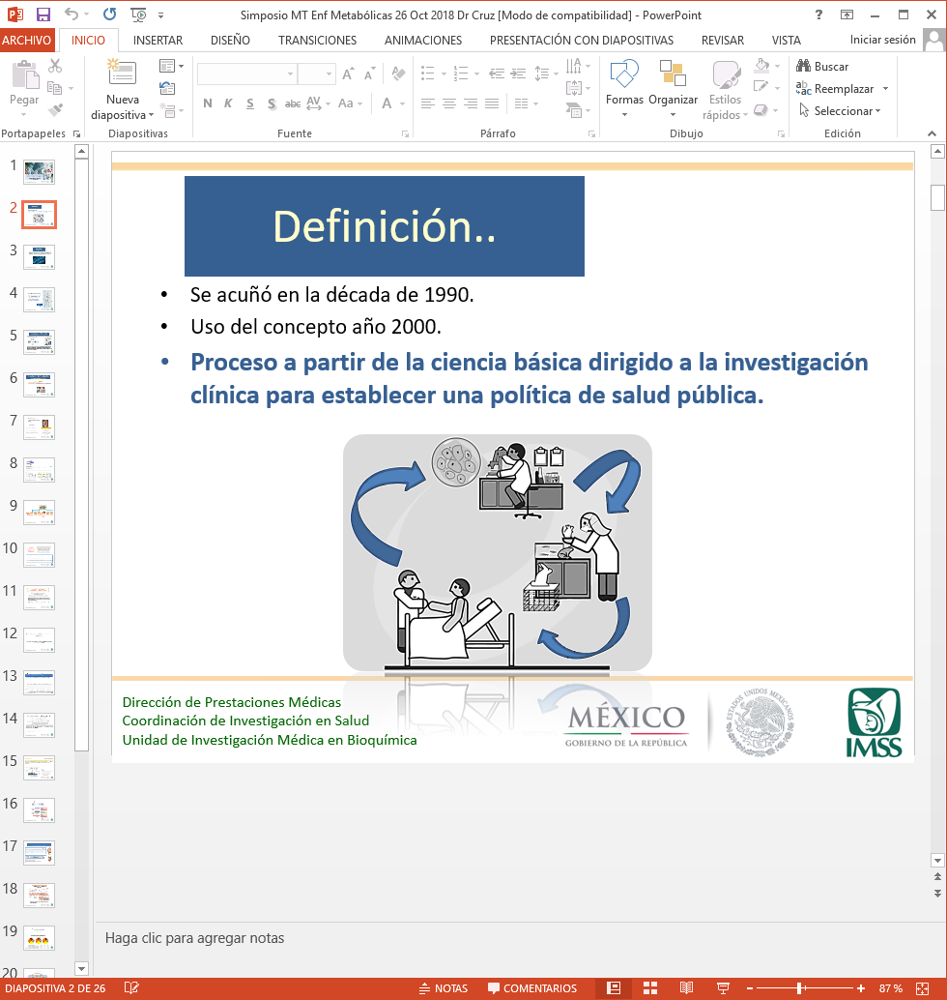 Simposio MT Enf Metabólicas 26 Oct 2018 Dr Cruz [Modo de compatibilidad] - PowerPoint
ARCHIVO INICIO INSERTAR DISEÑO TRANSICIONES ANIMACIONES PRESENTACIÓN CON DIAPOSITIVAS REVISAR VISTA Iniciar sesión
Pegar
Nueva
diapositiva
N K S S abc AV Aa A
Formas Organizar Estilos
rápidos
Buscar
Reemplazar
Seleccionar
Portapapeles Diapositivas Fuente Párrafo Dibujo Edición
1
2
3
4
5
6
7
8
9
10
11
12
13
14
15
16
17
18
19
20
Definición..
• Se acuñó en la década de 1990.
• Uso del concepto año 2000.
• Proceso a partir de la ciencia básica dirigido a la investigación
clínica para establecer una política de salud pública.
Dirección de Prestaciones Médicas
Coordinación de Investigación en Salud
Unidad de Investigación Médica en Bioquímica
MÉXICO
GOBIERNO DE LA REPÚBLICA
ESTADOS UNIDOS MEXICANOS
IMSS
Haga clic para agregar notas
DIAPOSITIVA 2 DE 26 NOTAS COMENTARIOS 87 %